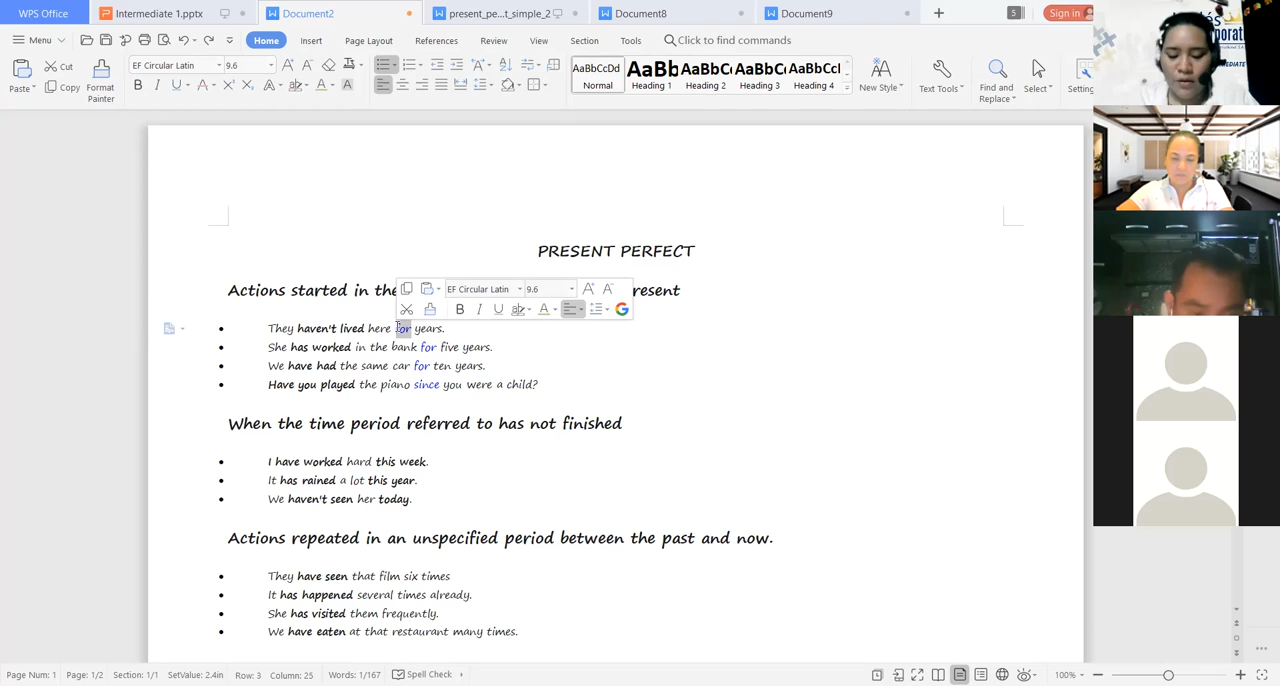 WPS Office
Intermediate 1.pptx
Document2
present_pe...t_simple_2
Document8
Document9
5
Sign in
Menu
Home
Insert
Page Layout
References
Review
View
Section
Tools
Click to find commands
Paste
Cut
Copy
Format Painter
EF Circular Latin
9.6
AaBbCcDd
Normal
AaBb
Heading 1
AaBbC
Heading 2
AaBbC
Heading 3
AaBbCcl
Heading 4
New Style
Text Tools
Find and Replace
Select
Setting
PRESENT PERFECT
Actions started in the
resent
EF Circular Latin
9.6
They haven't lived here for years.
She has worked in the bank for five years.
We have had the same car for ten years.
Have you played the piano since you were a child?
When the time period referred to has not finished
I have worked hard this week.
It has rained a lot this year.
We haven't seen her today.
Actions repeated in an unspecified period between the past and now.
They have seen that film six times
It has happened several times already.
She has visited them frequently.
We have eaten at that restaurant many times.
Page Num: 1
Page: 1/2
Section: 1/1
SetValue: 2.4in
Row: 3
Column: 25
Words: 1/167
Spell Check
100%